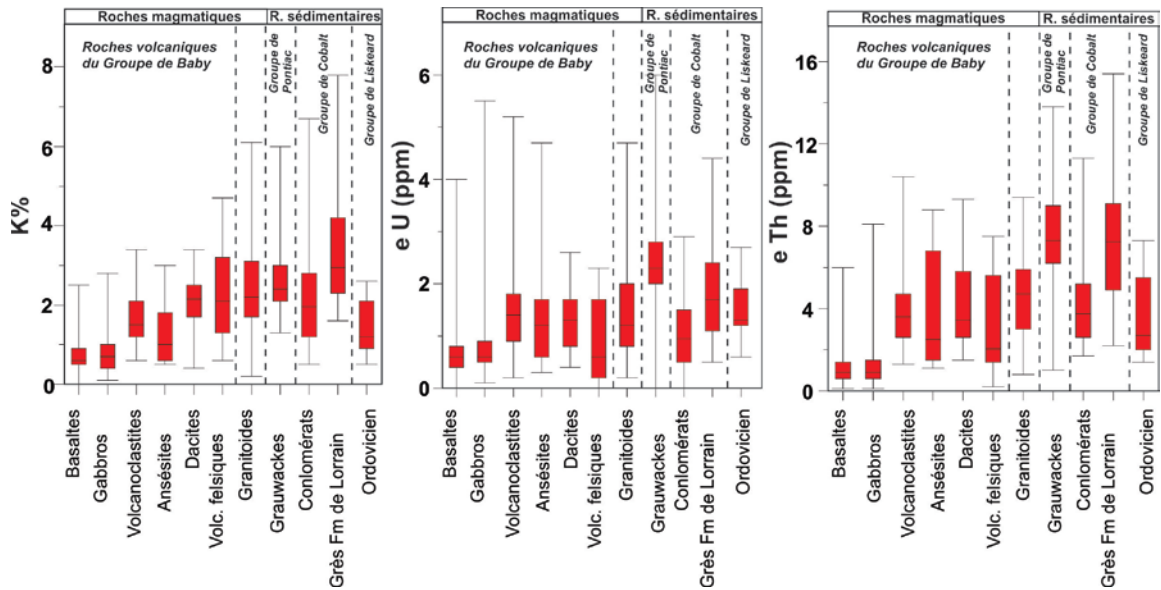 Roches magmatiques
R. sédimentaires
Roches volcaniques
du Groupe de Baby
Groupe de
Pontiac
Groupe de Cobalt
Groupe de Liskeard
K%
8
6
4
2
0
Basaltes
Gabbros
Volcanoclastites
Ansésites
Dacites
Volc. felsiques
Granitoides
Grauwackes
Conlomérats
Grès Fm de Lorrain
Ordovicien
Roches magmatiques
R. sédimentaires
Roches volcaniques
du Groupe de Baby
Groupe de
Pontiac
Groupe de Cobalt
Groupe de Liskeard
e U (ppm)
6
4
2
0
Basaltes
Gabbros
Volcanoclastites
Ansésites
Dacites
Volc. felsiques
Granitoides
Grauwackes
Conlomérats
Grès Fm de Lorrain
Ordovicien
Roches magmatiques
R. sédimentaires
Roches volcaniques
du Groupe de Baby
Groupe de
Pontiac
Groupe de Cobalt
Groupe de Liskeard
e Th (ppm)
16
12
8
4
0
Basaltes
Gabbros
Volcanoclastites
Ansésites
Dacites
Volc. felsiques
Granitoides
Grauwackes
Conlomérats
Grès Fm de Lorrain
Ordovicien